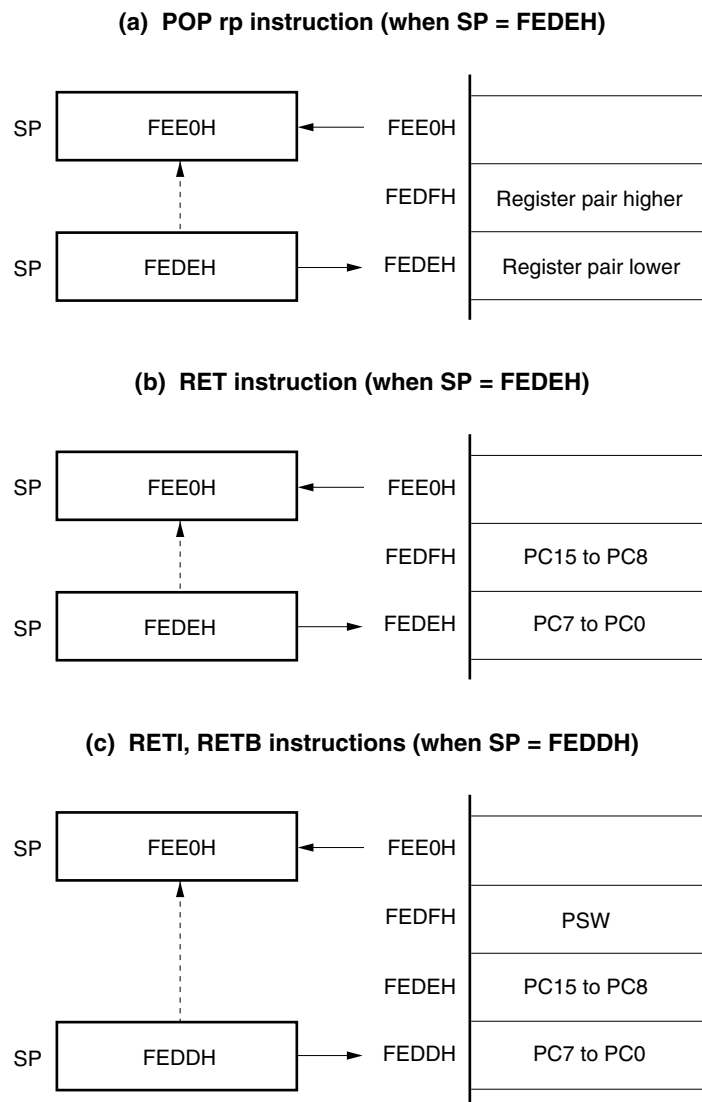 (a) POP rp instruction (when SP = FEDEH)
SP FEE0H FEE0H
FEDFH Register pair higher
SP FEDEH FEDEH Register pair lower
(b) RET instruction (when SP = FEDEH)
SP FEE0H FEE0H
FEDFH PC15 to PC8
SP FEDEH FEDEH PC7 to PC0
(c) RETI, RETB instructions (when SP = FEDDH)
SP FEE0H FEE0H
FEDFH PSW
FEDEH PC15 to PC8
SP FEDDH FEDDH PC7 to PC0